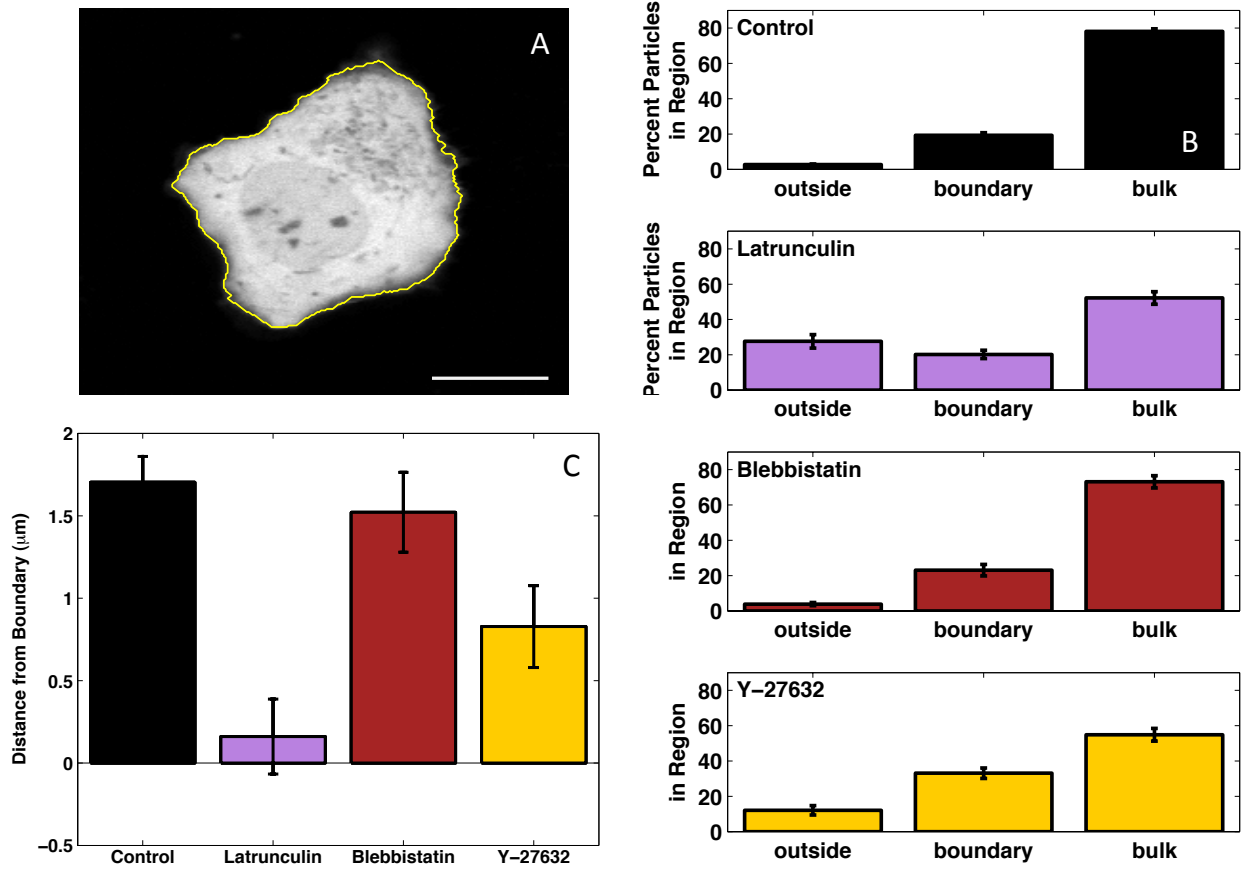 A
Control
Percent Particles
in Region
80
60
40
20
0
B
outside boundary bulk
Latrunculin
Percent Particles
in Region
80
60
40
20
0
outside boundary bulk
Blebbistatin
in Region
80
60
40
20
0
outside boundary bulk
Y-27632
in Region
80
60
40
20
0
outside boundary bulk
C
Distance from Boundary (μm)
2
1.5
1
0.5
0
-0.5
Control Latrunculin Blebbistatin Y-27632